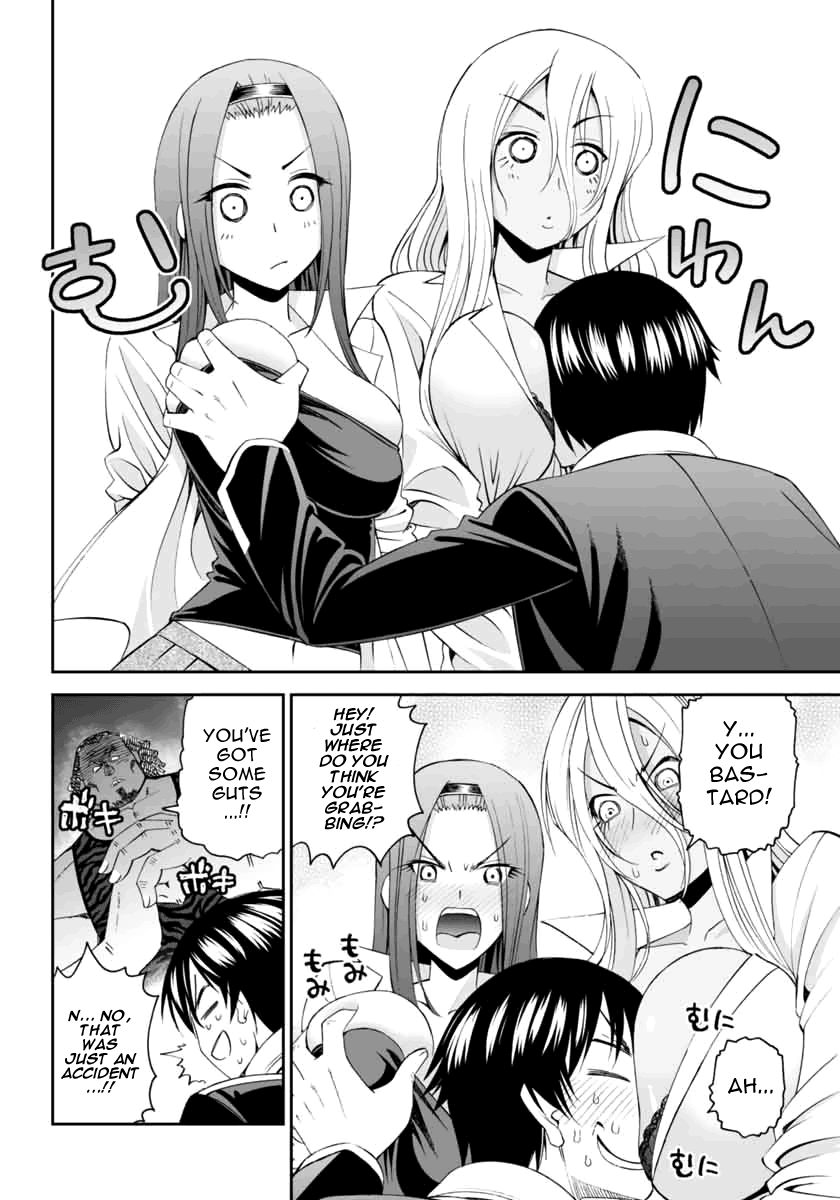 にゅわん
む
Y...
YOU
BAS-
TARD!
HEY!
JUST
WHERE
DO YOU
THINK
YOU'RE
GRAB-
BING!?
もみ
もみ
むに
AH...
むに
YOU'VE
GOT
SOME
GUTS
...!!
ボキ
ボキ
N... NO,
THAT
WAS
JUST AN
ACCIDENT
...!!